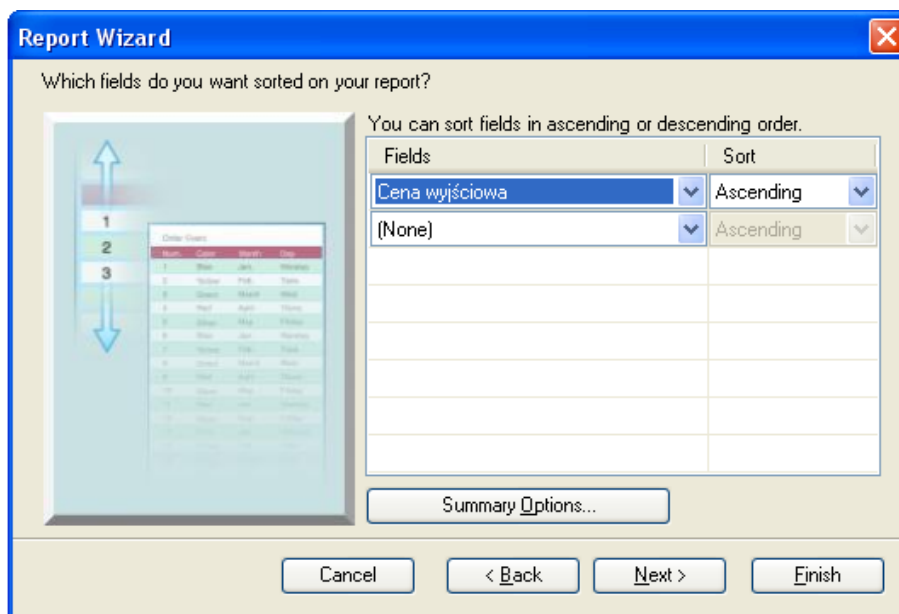 Report Wizard
Which fields do you want sorted on your report?
You can sort fields in ascending or descending order.
Fields Sort
Cena wyjściowa Ascending
(None) Ascending
1
2
3
Summary Options...
Cancel < Back Next > Finish